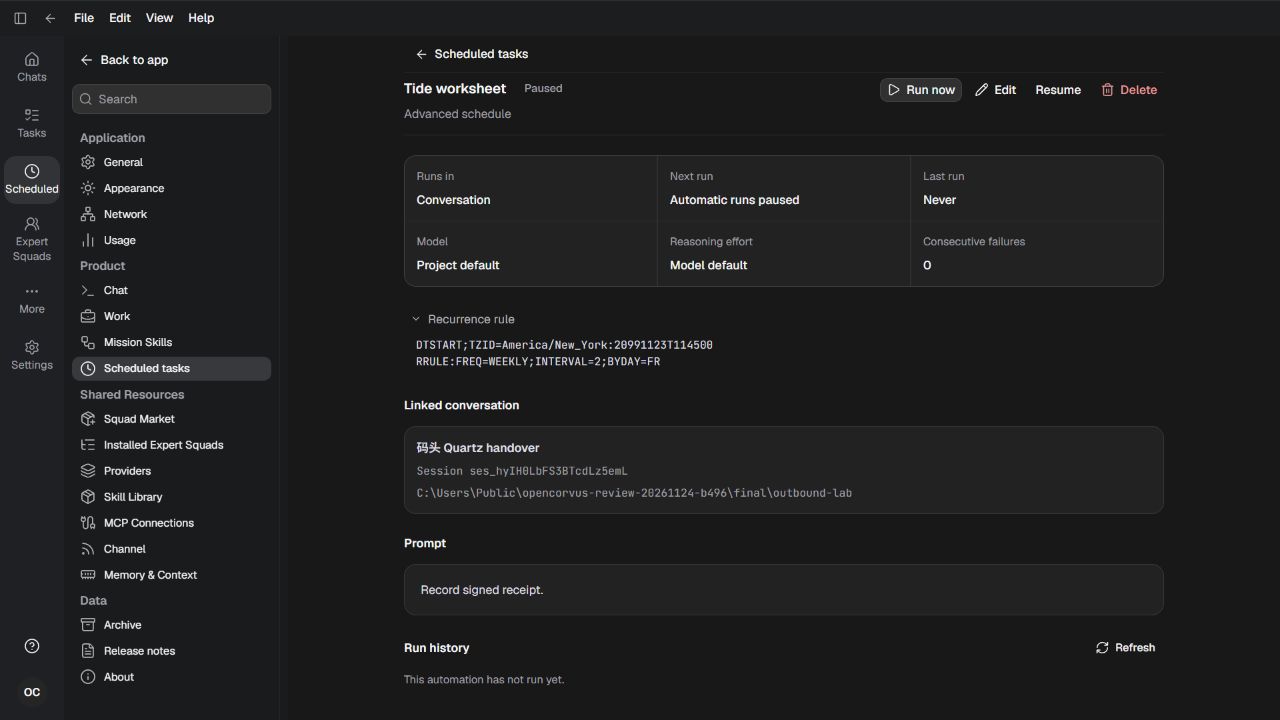 File Edit View Help
Chats
Tasks
Scheduled
Expert
Squads
More
Settings
OC
Back to app
Search
Application
General
Appearance
Network
Usage
Product
Chat
Work
Mission Skills
Scheduled tasks
Shared Resources
Squad Market
Installed Expert Squads
Providers
Skill Library
MCP Connections
Channel
Memory & Context
Data
Archive
Release notes
About
Scheduled tasks
Tide worksheet Paused
Run now Edit Resume Delete
Advanced schedule
Runs in Next run Last run
Conversation Automatic runs paused Never
Model Reasoning effort Consecutive failures
Project default Model default 0
Recurrence rule
DTSTART;TZID=America/New_York:20991123T114500
RRULE:FREQ=WEEKLY;INTERVAL=2;BYDAY=FR
Linked conversation
码头 Quartz handover
Session ses_hyIH0LbFS3BTcdLz5emL
C:\Users\Public\opencorvus-review-20261124-b496\final\outbound-lab
Prompt
Record signed receipt.
Run history Refresh
This automation has not run yet.